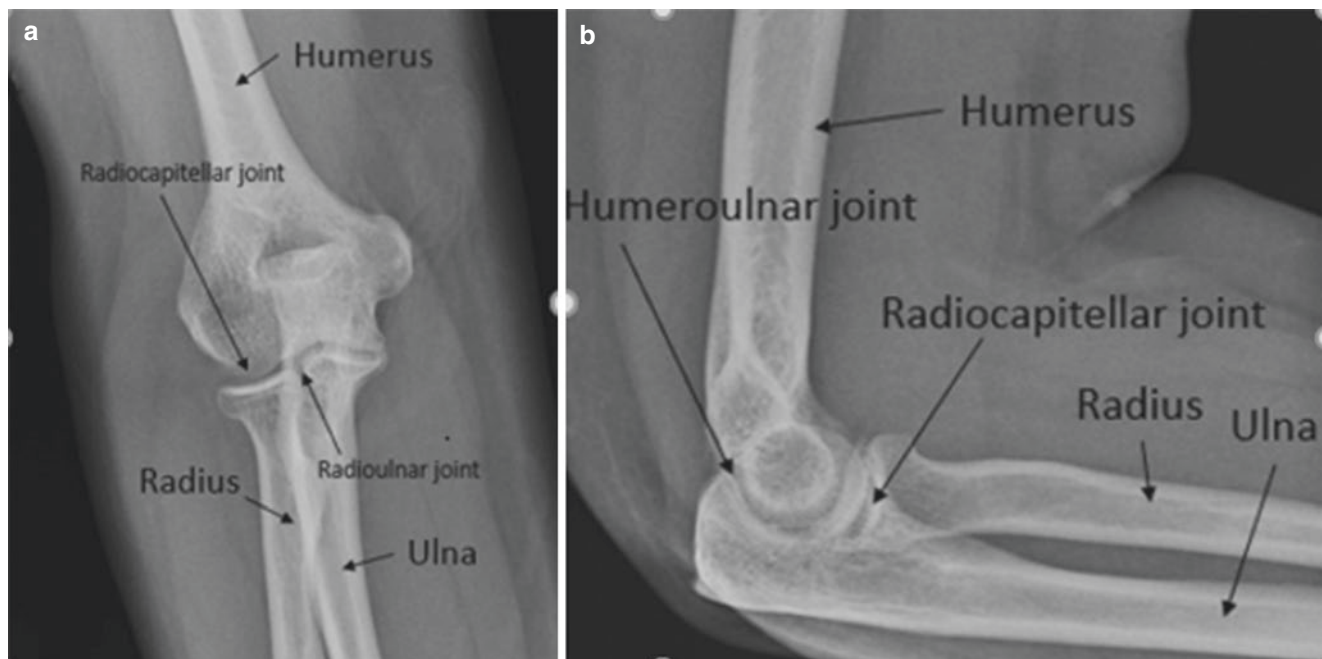 a
Humerus
Radiocapitellar joint
Radioulnar joint
Radius
Ulna
b
Humerus
Humeroulnar joint
Radiocapitellar joint
Radius
Ulna